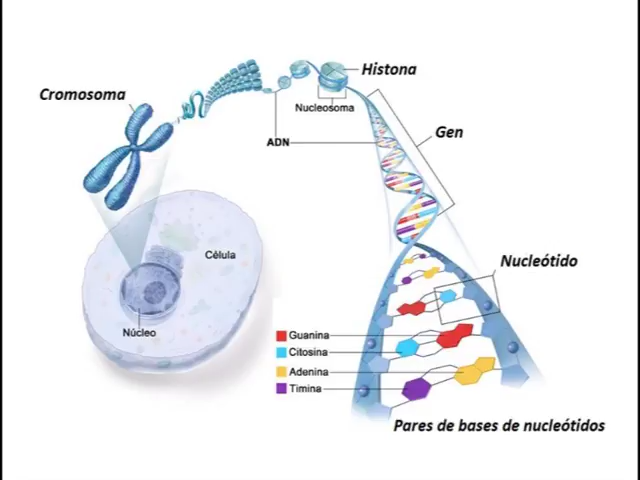 Histona
Cromosoma
Nucleosoma
Gen
ADN
Célula
Nucleótido
Núcleo
Guanina
Citosina
Adenina
Timina
Pares de bases de nucleótidos